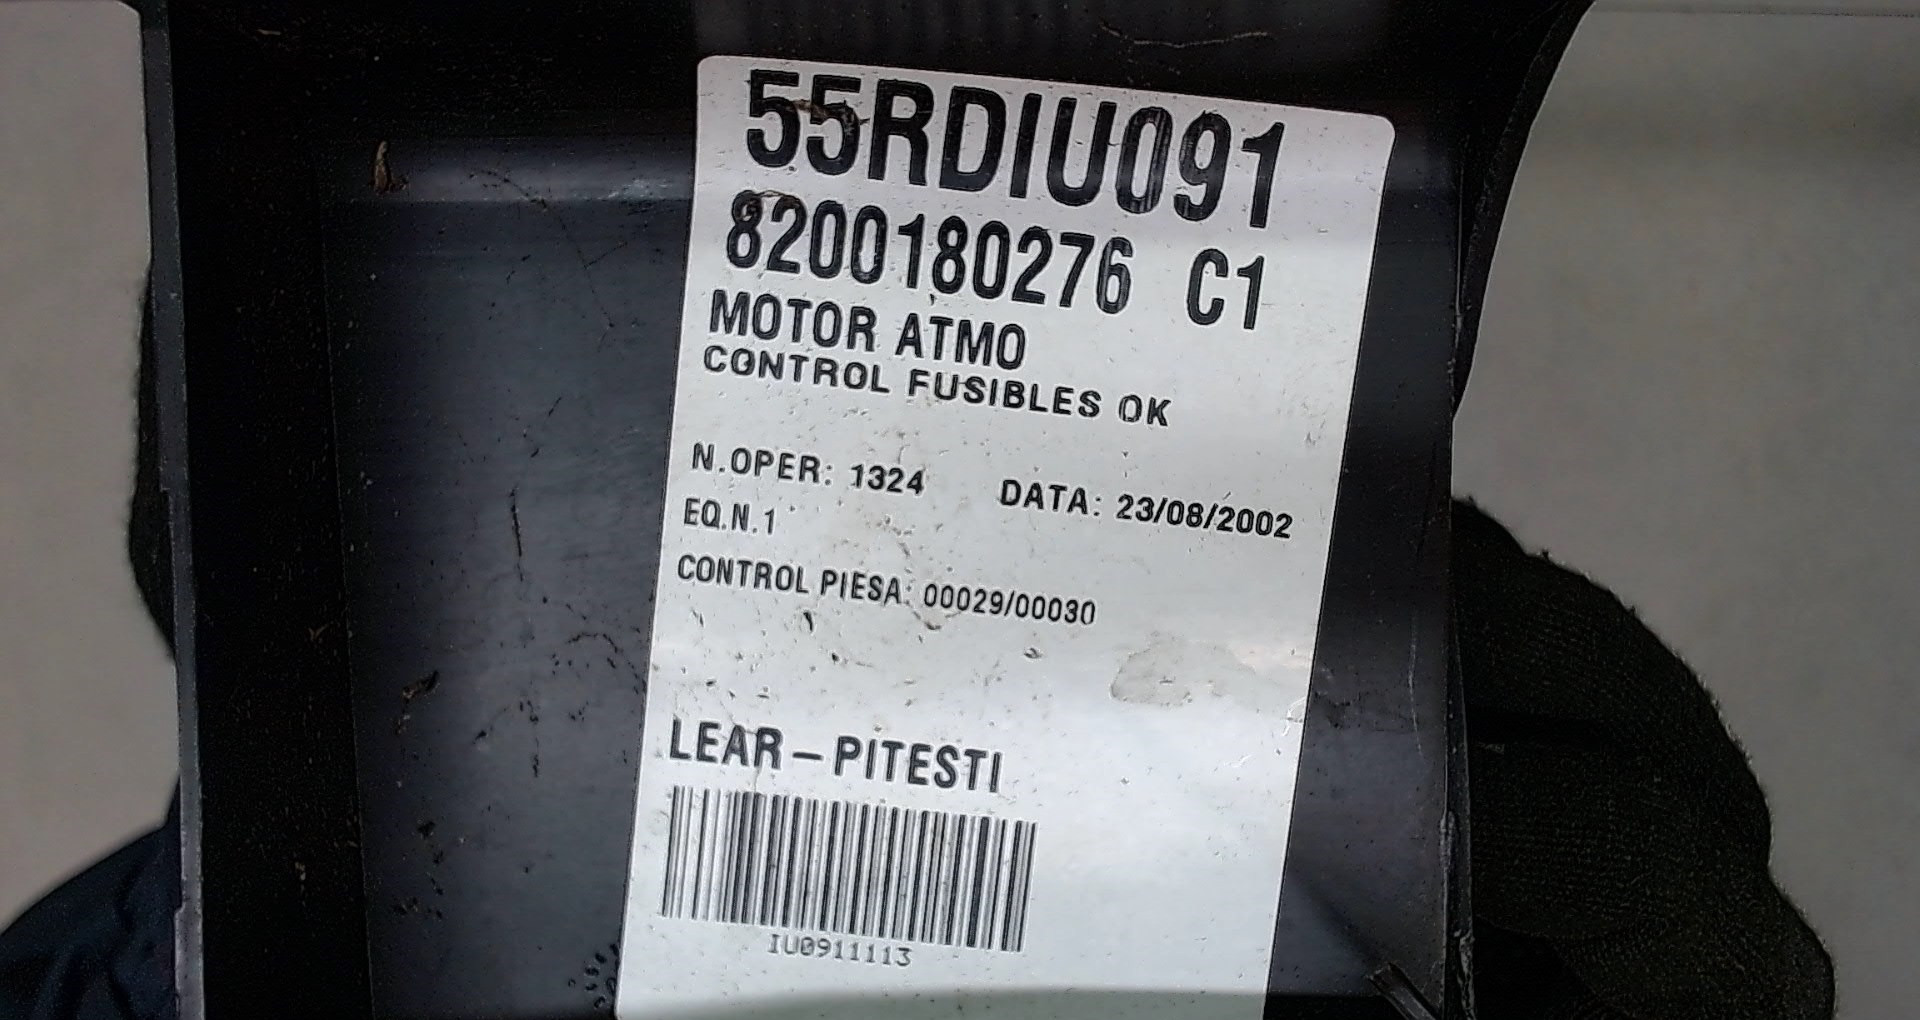 55RDIU091
8200180276 C1
MOTOR ATMO
CONTROL FUSIBLES OK
N.OPER: 1324 DATA: 23/08/2002
EQ.N.1
CONTROL PIESA: 00029/00030
LEAR-PITESTI
IU0911113